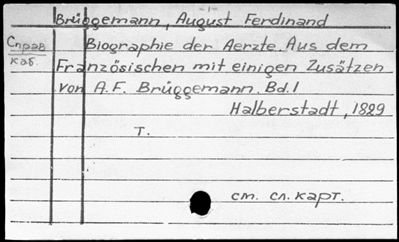 Brüggemann, August Ferdinand
Справ Biographie der Aerzte. Aus dem
каб. Französischen mit einigen Zusätzen
von A.F. Brüggemann. Bd.1
Halberstadt, 1829
T.
см. сл. карт.